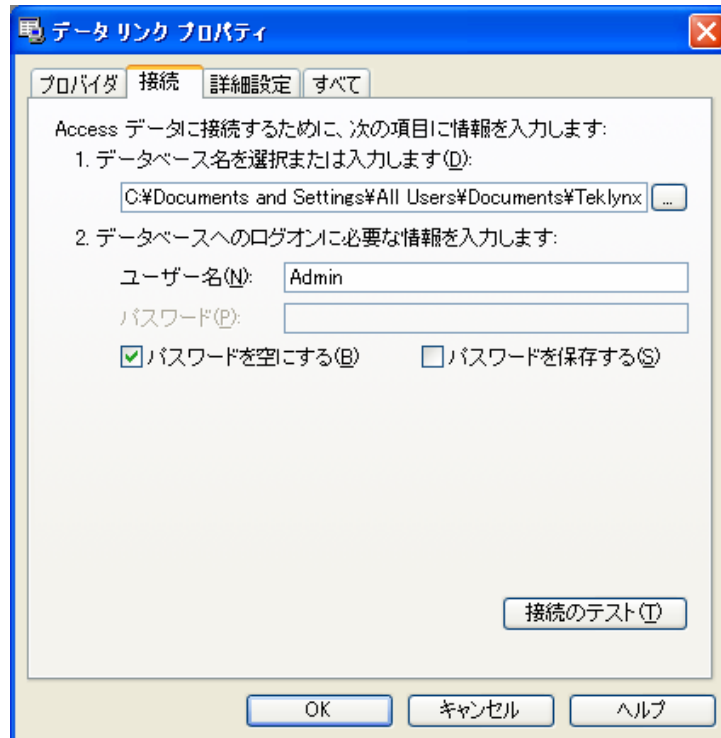 データ リンク プロパティ
プロバイダ 接続 詳細設定 すべて
Access データに接続するために、次の項目に情報を入力します:
1. データベース名を選択または入力します(D):
C:¥Documents and Settings¥All Users¥Documents¥Teklynx ...
2. データベースへのログオンに必要な情報を入力します:
ユーザー名(N): Admin
パスワード(P):
パスワードを空にする(B) パスワードを保存する(S)
接続のテスト(T)
OK キャンセル ヘルプ